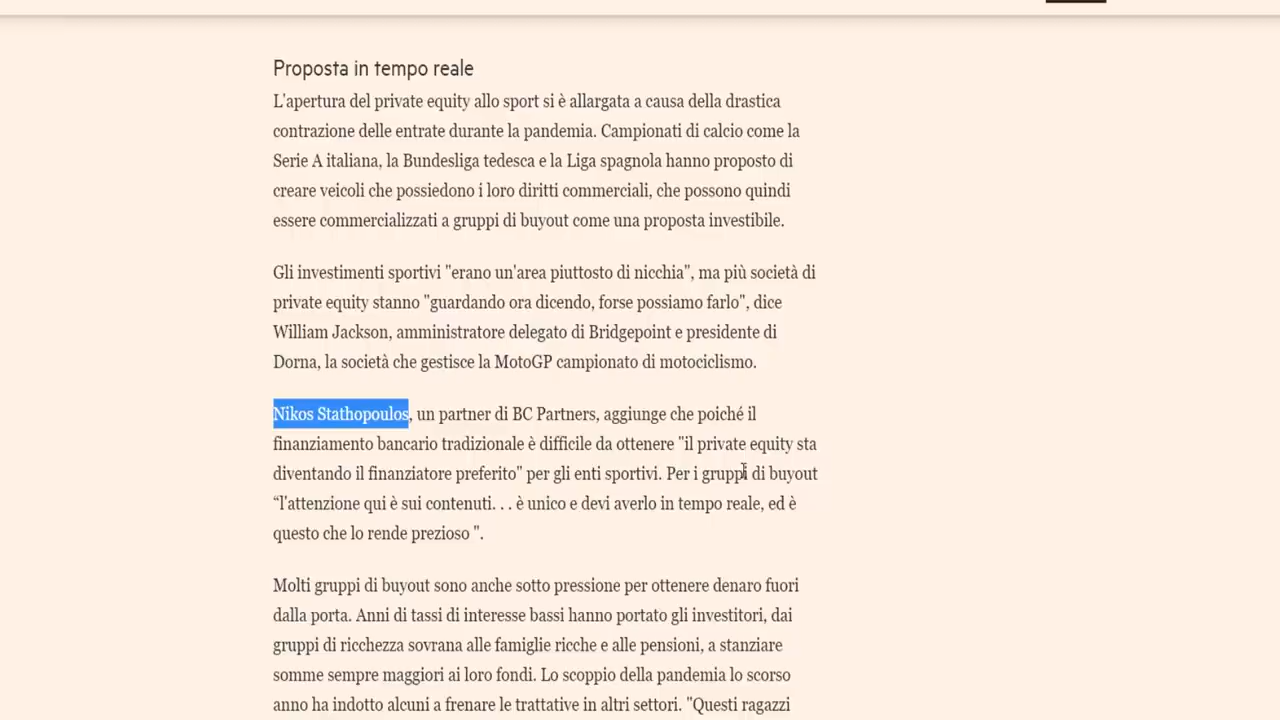 Proposta in tempo reale
L'apertura del private equity allo sport si è allargata a causa della drastica
contrazione delle entrate durante la pandemia. Campionati di calcio come la
Serie A italiana, la Bundesliga tedesca e la Liga spagnola hanno proposto di
creare veicoli che possiedono i loro diritti commerciali, che possono quindi
essere commercializzati a gruppi di buyout come una proposta investibile.
Gli investimenti sportivi "erano un'area piuttosto di nicchia", ma più società di
private equity stanno "guardando ora dicendo, forse possiamo farlo", dice
William Jackson, amministratore delegato di Bridgepoint e presidente di
Dorna, la società che gestisce la MotoGP campionato di motociclismo.
Nikos Stathopoulos, un partner di BC Partners, aggiunge che poiché il
finanziamento bancario tradizionale è difficile da ottenere "il private equity sta
diventando il finanziatore preferito" per gli enti sportivi. Per i gruppi di buyout
“l'attenzione qui è sui contenuti. . . è unico e devi averlo in tempo reale, ed è
questo che lo rende prezioso ".
Molti gruppi di buyout sono anche sotto pressione per ottenere denaro fuori
dalla porta. Anni di tassi di interesse bassi hanno portato gli investitori, dai
gruppi di ricchezza sovrana alle famiglie ricche e alle pensioni, a stanziare
somme sempre maggiori ai loro fondi. Lo scoppio della pandemia lo scorso
anno ha indotto alcuni a frenare le trattative in altri settori. "Questi ragazzi